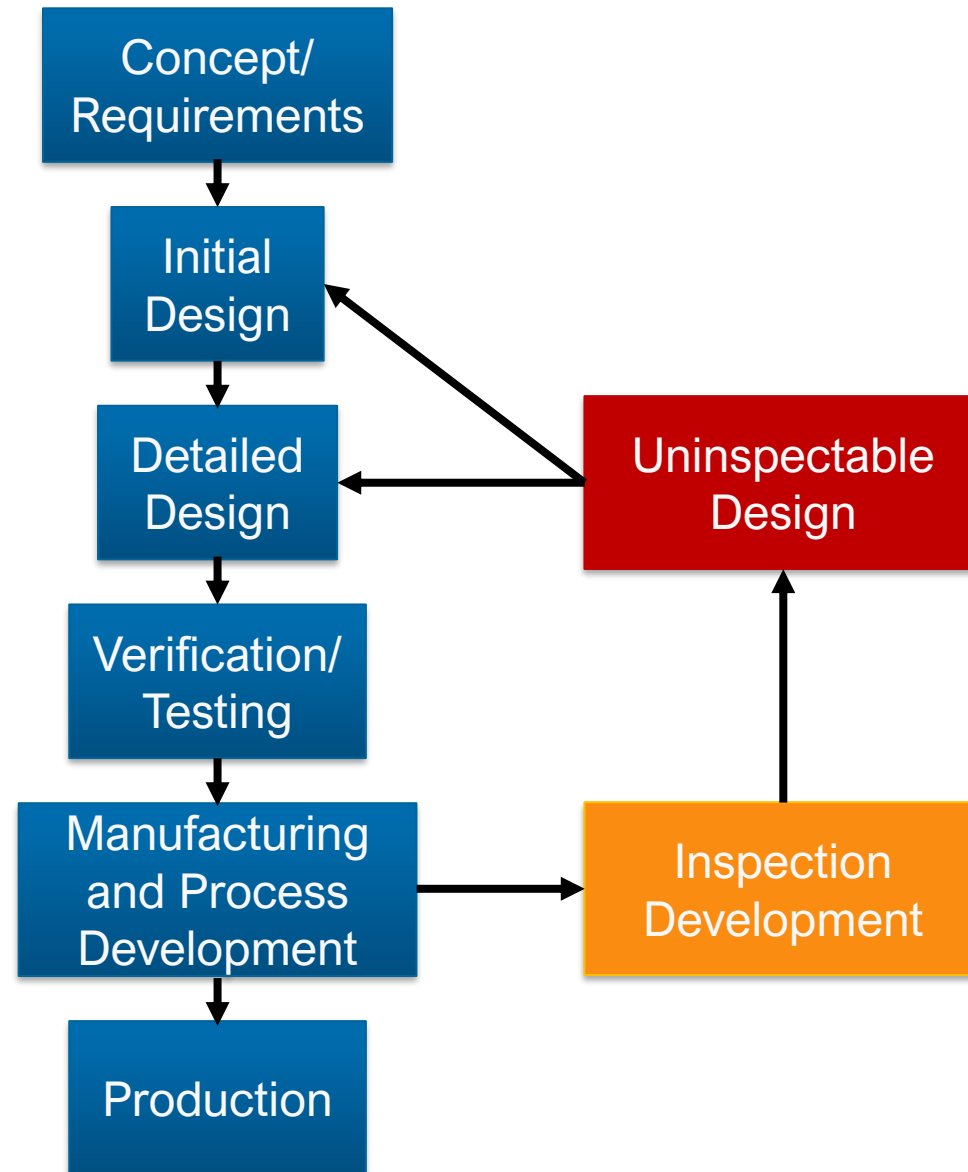 Concept/
Requirements
Initial
Design
Detailed
Design
Uninspectable
Design
Verification/
Testing
Manufacturing
and Process
Development
Inspection
Development
Production